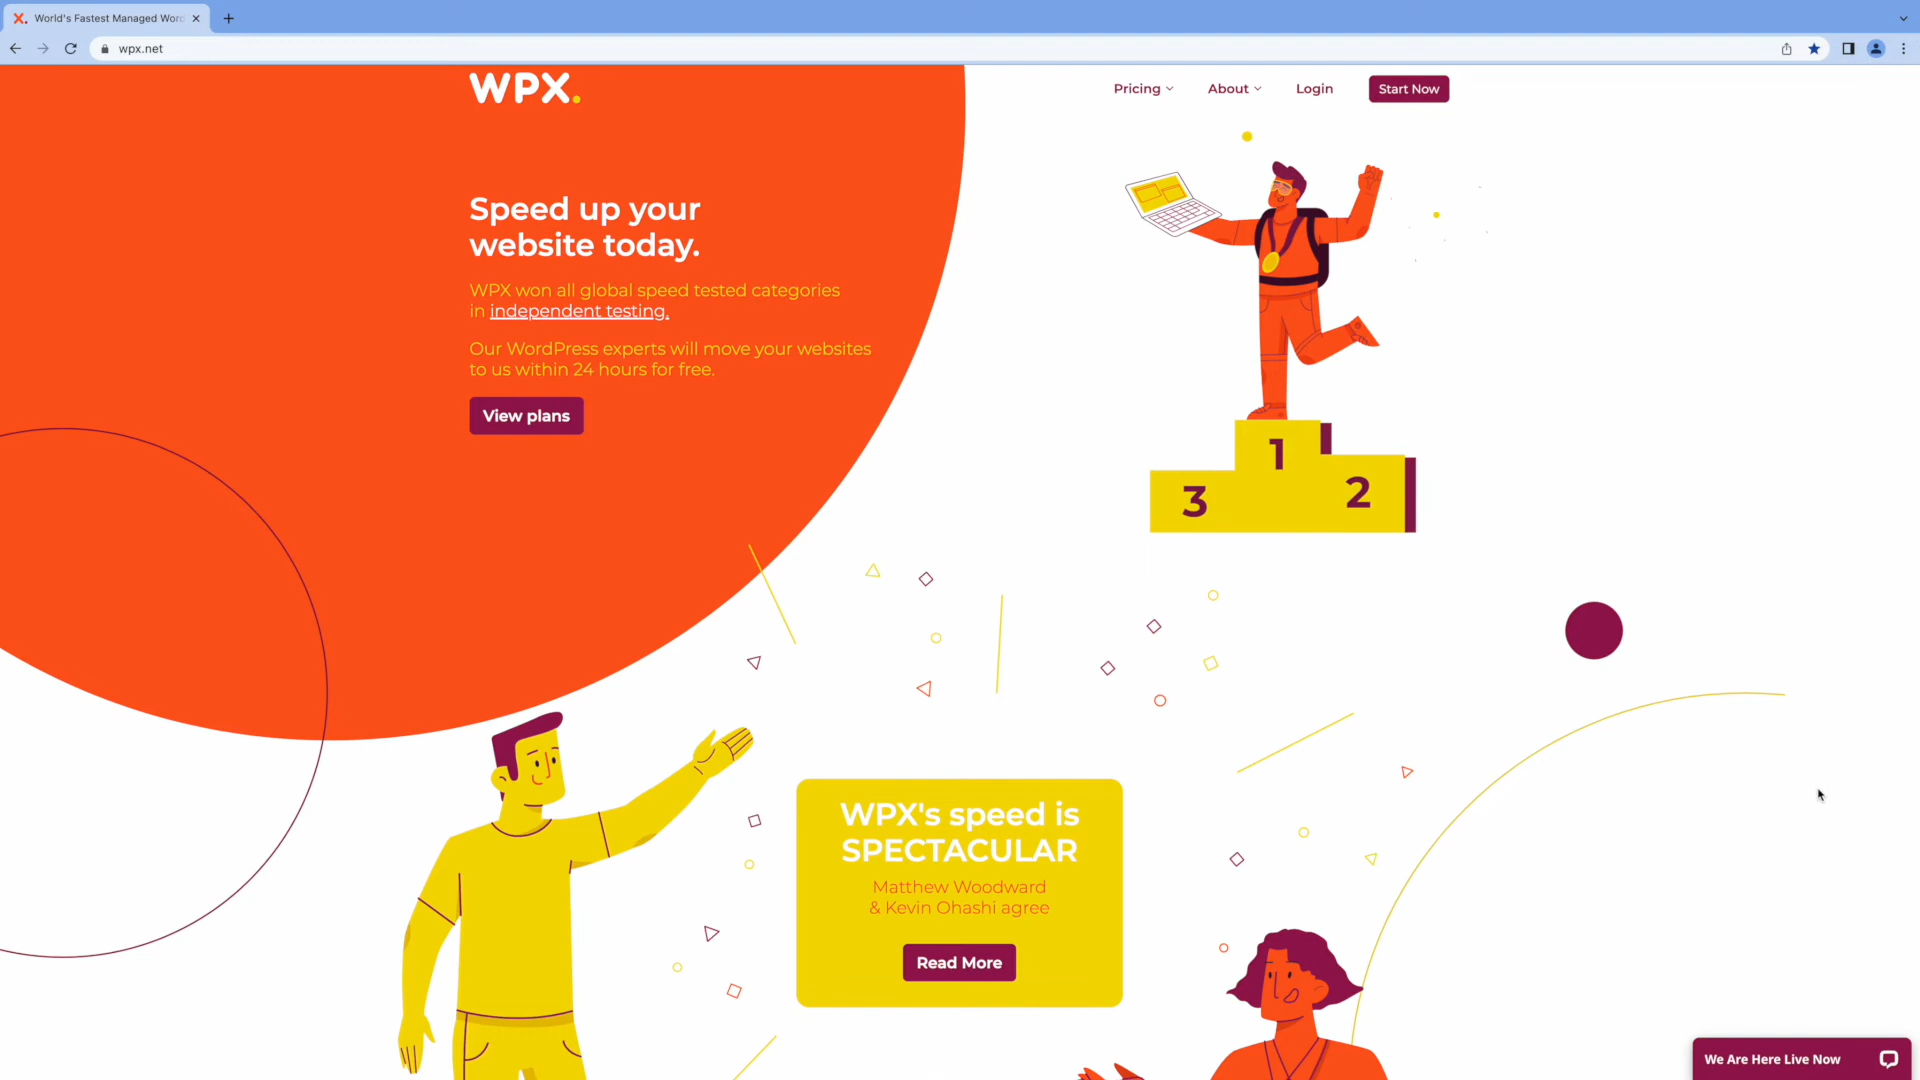 World's Fastest Managed Word
wpx.net
WPX.
Pricing
About
Login
Start Now
Speed up your
website today.
WPX won all global speed tested categories
in independent testing.
Our WordPress experts will move your websites
to us within 24 hours for free.
View plans
1
2
3
WPX's speed is
SPECTACULAR
Matthew Woodward
& Kevin Ohashi agree
Read More
We Are Here Live Now